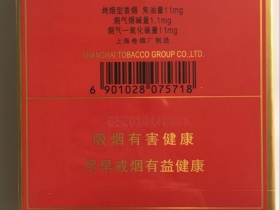 烤烟型香烟 焦油量11mg
烟气烟碱量1.1mg
烟气一氧化碳量11mg
上海卷烟厂制造
SHANGHAI TOBACCO GROUP CO.,LTD.
6 901028 075718
吸烟有害健康
尽早戒烟有益健康